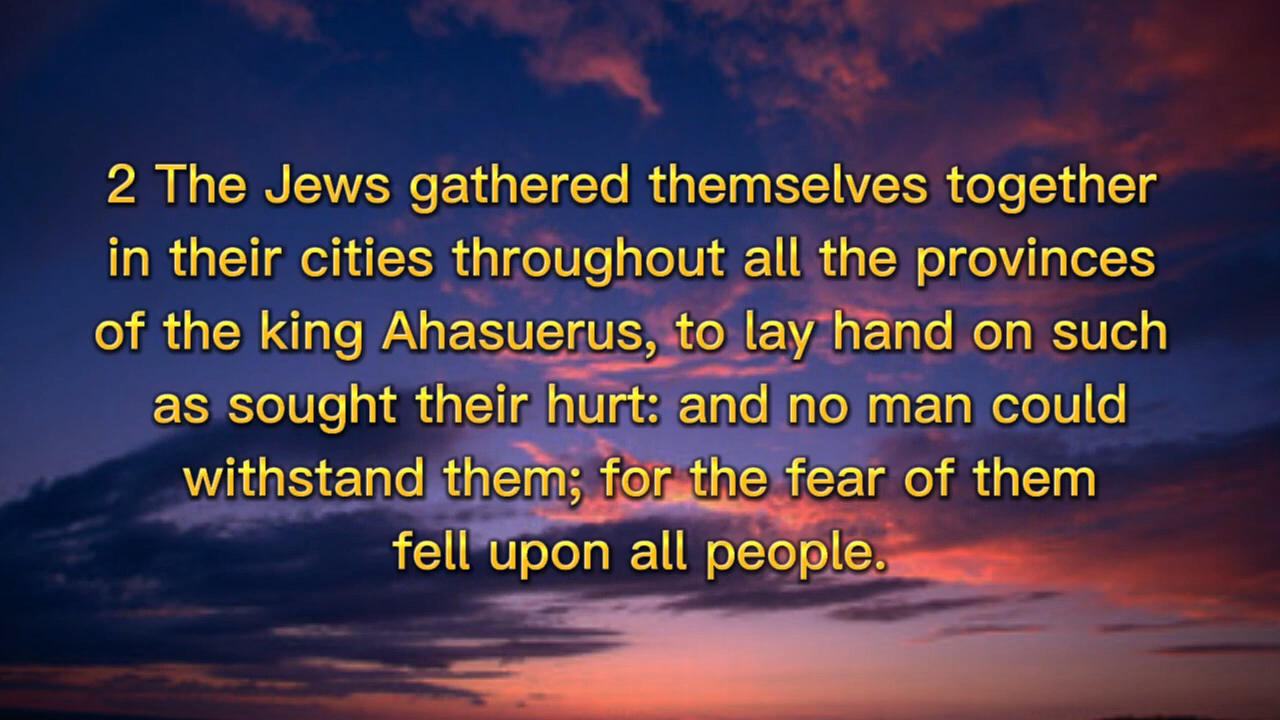 2 The Jews gathered themselves together
in their cities throughout all the provinces
of the king Ahasuerus, to lay hand on such
as sought their hurt: and no man could
withstand them; for the fear of them
fell upon all people.